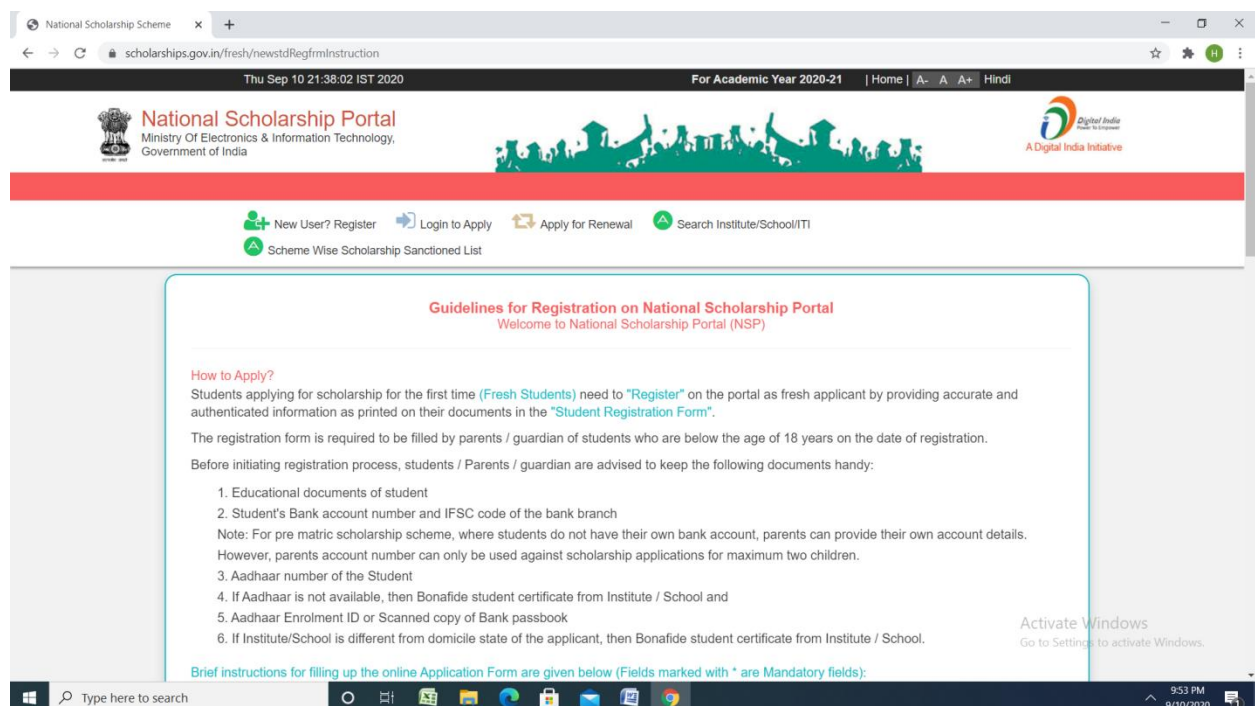 National Scholarship Scheme
scholarships.gov.in/fresh/newstdRegfrmInstruction
H
Thu Sep 10 21:38:02 IST 2020
For Academic Year 2020-21 | Home | A- A A+ Hindi
National Scholarship Portal
Ministry Of Electronics & Information Technology,
Government of India
Digital India
Power To Empower
A Digital India Initiative
New User? Register Login to Apply Apply for Renewal Search Institute/School/ITI
Scheme Wise Scholarship Sanctioned List
Guidelines for Registration on National Scholarship Portal
Welcome to National Scholarship Portal (NSP)
How to Apply?
Students applying for scholarship for the first time (Fresh Students) need to "Register" on the portal as fresh applicant by providing accurate and
authenticated information as printed on their documents in the "Student Registration Form".
The registration form is required to be filled by parents / guardian of students who are below the age of 18 years on the date of registration.
Before initiating registration process, students / Parents / guardian are advised to keep the following documents handy:
1. Educational documents of student
2. Student's Bank account number and IFSC code of the bank branch
Note: For pre matric scholarship scheme, where students do not have their own bank account, parents can provide their own account details.
However, parents account number can only be used against scholarship applications for maximum two children.
3. Aadhaar number of the Student
4. If Aadhaar is not available, then Bonafide student certificate from Institute / School and
5. Aadhaar Enrolment ID or Scanned copy of Bank passbook
6. If Institute/School is different from domicile state of the applicant, then Bonafide student certificate from Institute / School.
Brief instructions for filling up the online Application Form are given below (Fields marked with * are Mandatory fields):
Activate Windows
Go to Settings to activate Windows.
Type here to search
9:53 PM
9/10/2020